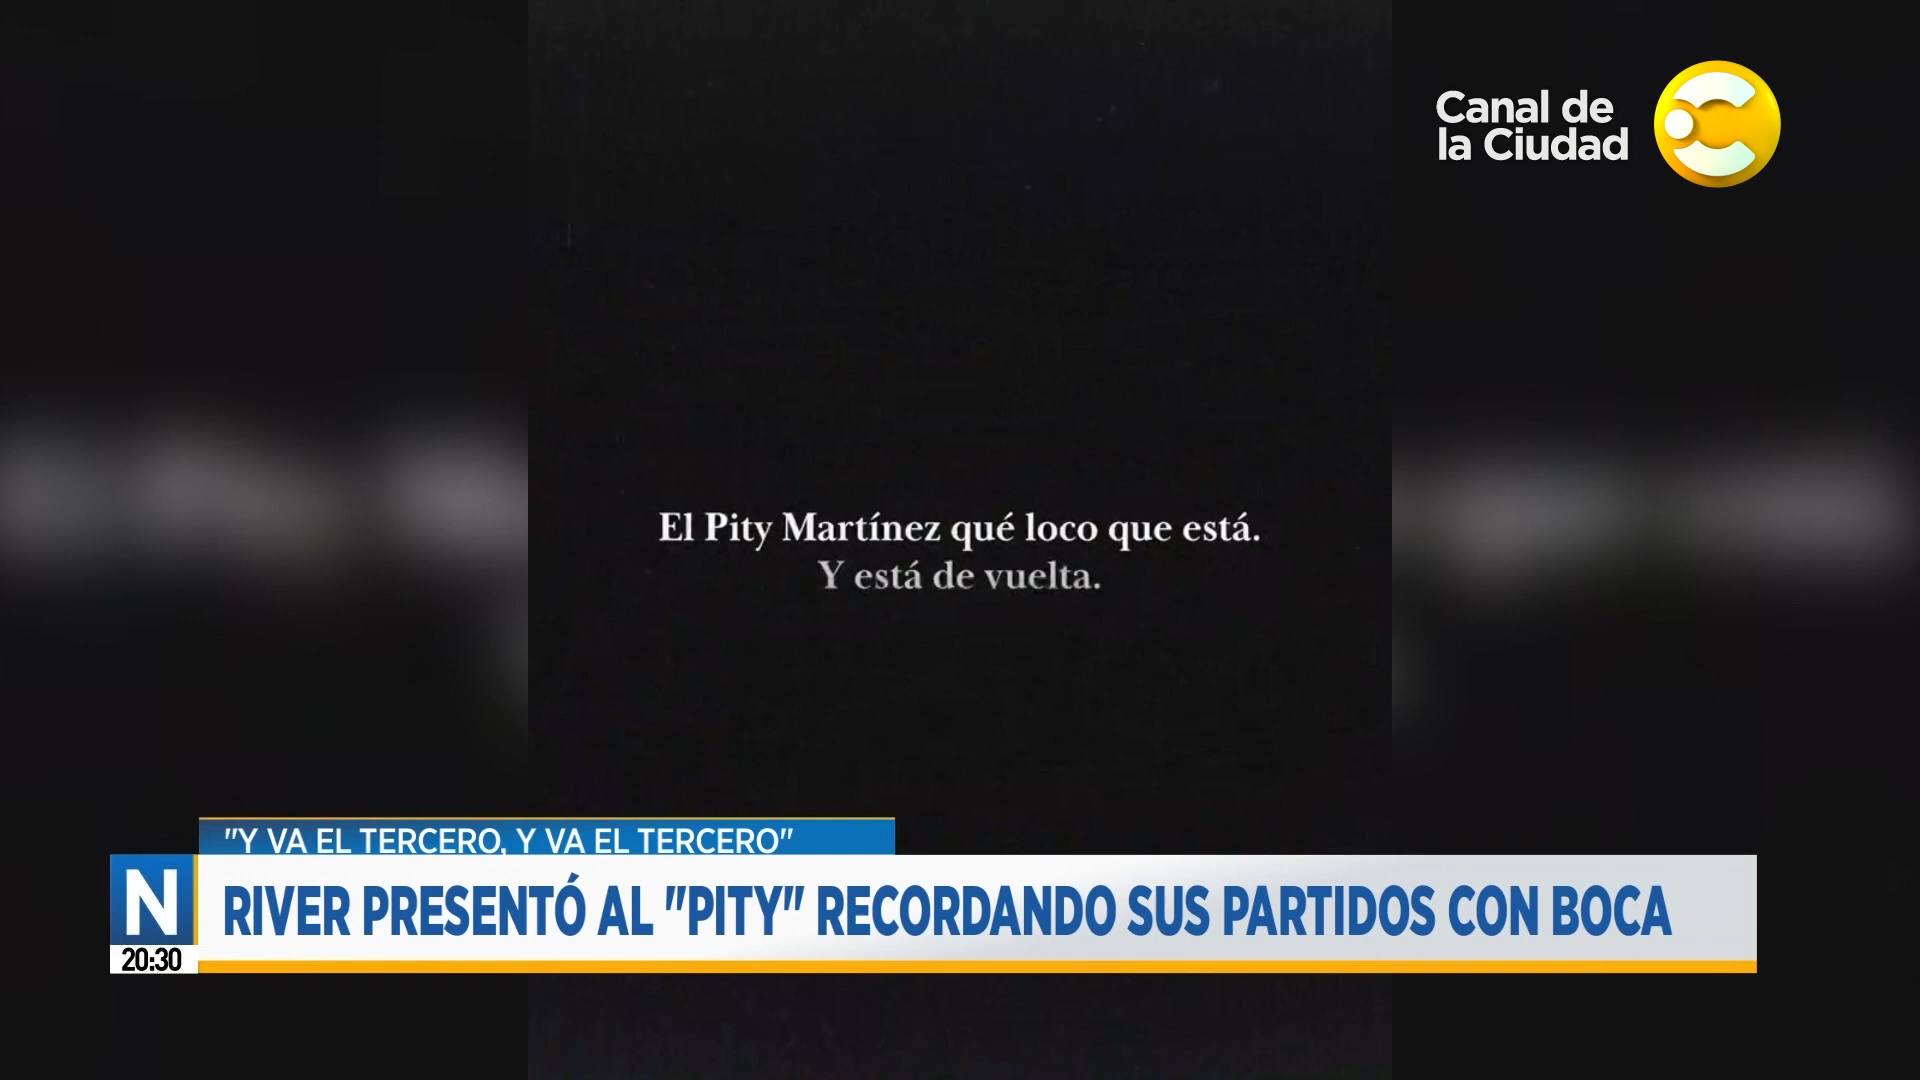 Canal de
la Ciudad
El Pity Martínez qué loco que está.
Y está de vuelta.
"Y VA EL TERCERO, Y VA EL TERCERO"
N
RIVER PRESENTÓ AL "PITY" RECORDANDO SUS PARTIDOS CON BOCA
20:30